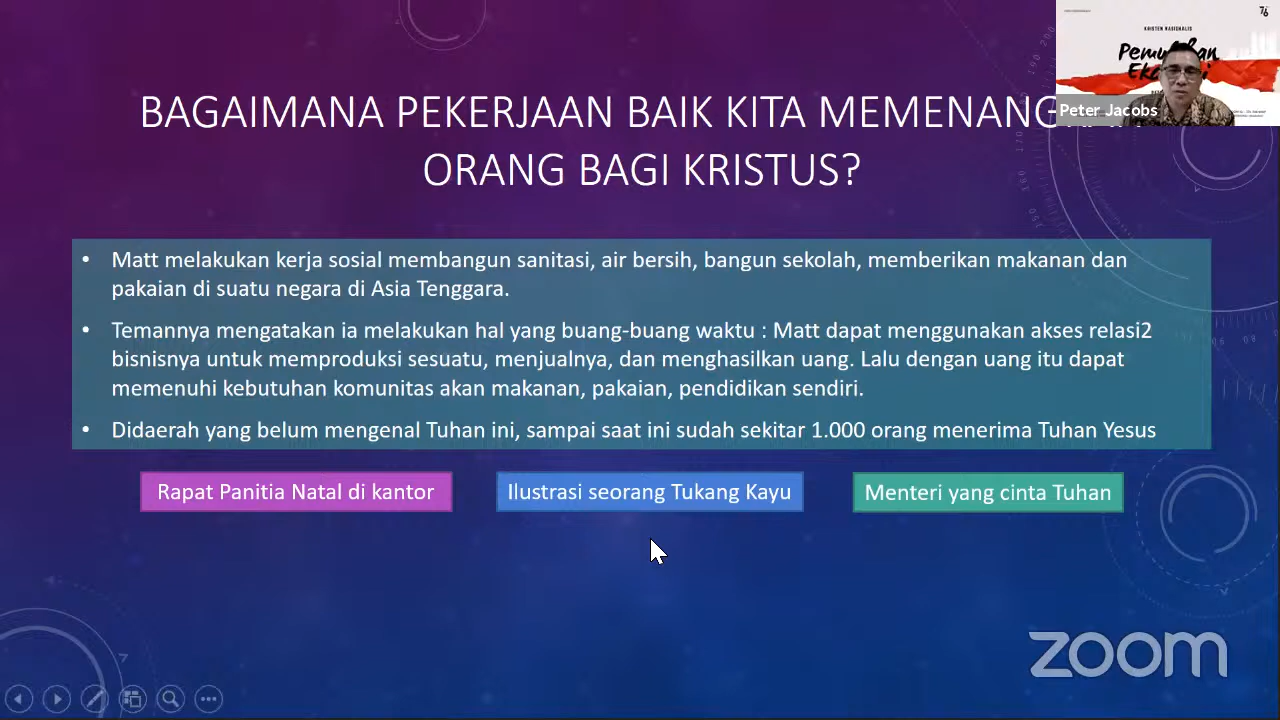 76
KRISTEN NASIONALIS
BAGAIMANA PEKERJAAN BAIK KITA
ORANG BAGI KRISTUS?
Peter Jacobs
• Matt melakukan kerja sosial membangun sanitasi, air bersih, bangun sekolah, memberikan makanan dan
pakaian di suatu negara di Asia Tenggara.
• Temannya mengatakan ia melakukan hal yang buang-buang waktu : Matt dapat menggunakan akses relasi2
bisnisnya untuk memproduksi sesuatu, menjualnya, dan menghasilkan uang. Lalu dengan uang itu dapat
memenuhi kebutuhan komunitas akan makanan, pakaian, pendidikan sendiri.
• Didaerah yang belum mengenal Tuhan ini, sampai saat ini sudah sekitar 1.000 orang menerima Tuhan Yesus
Rapat Panitia Natal di kantor
Ilustrasi seorang Tukang Kayu
Menteri yang cinta Tuhan
zoom